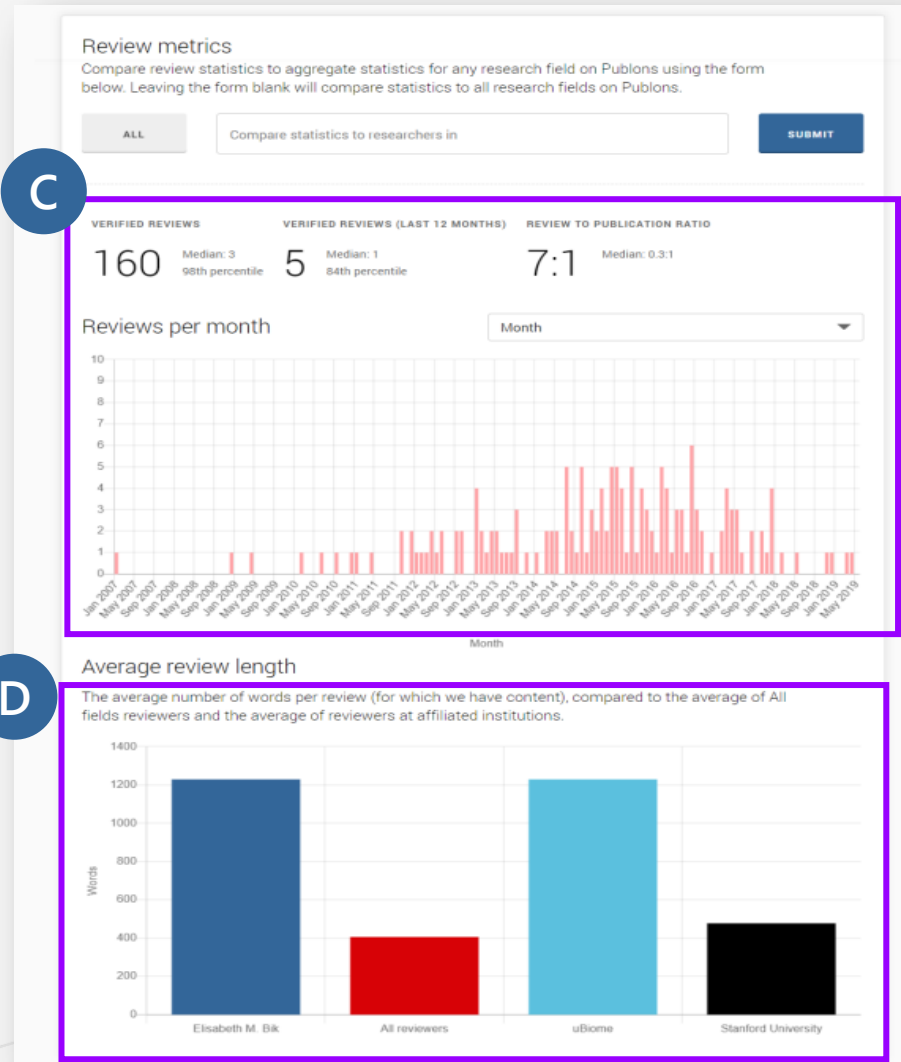 Review metrics
Compare review statistics to aggregate statistics for any research field on Publons using the form
below. Leaving the form blank will compare statistics to all research fields on Publons.
ALL
Compare statistics to researchers in
SUBMIT
C
VERIFIED REVIEWS
VERIFIED REVIEWS (LAST 12 MONTHS)
REVIEW TO PUBLICATION RATIO
160
Median: 3
98th percentile
5
Median: 1
84th percentile
7:1
Median: 0.3:1
Reviews per month
Month
10
9
8
7
6
5
4
3
2
1
0
Jan 2007
May 2007
Sep 2007
Jan 2008
May 2008
Sep 2008
Jan 2009
May 2009
Sep 2009
Jan 2010
May 2010
Sep 2010
Jan 2011
May 2011
Sep 2011
Jan 2012
May 2012
Sep 2012
Jan 2013
May 2013
Sep 2013
Jan 2014
May 2014
Sep 2014
Jan 2015
May 2015
Sep 2015
Jan 2016
May 2016
Sep 2016
Jan 2017
May 2017
Sep 2017
Jan 2018
May 2018
Sep 2018
Jan 2019
May 2019
Month
Average review length
D
The average number of words per review (for which we have content), compared to the average of All
fields reviewers and the average of reviewers at affiliated institutions.
1400
1200
1000
800
600
400
200
0
Words
Elisabeth M. Bik
All reviewers
uBiome
Stanford University